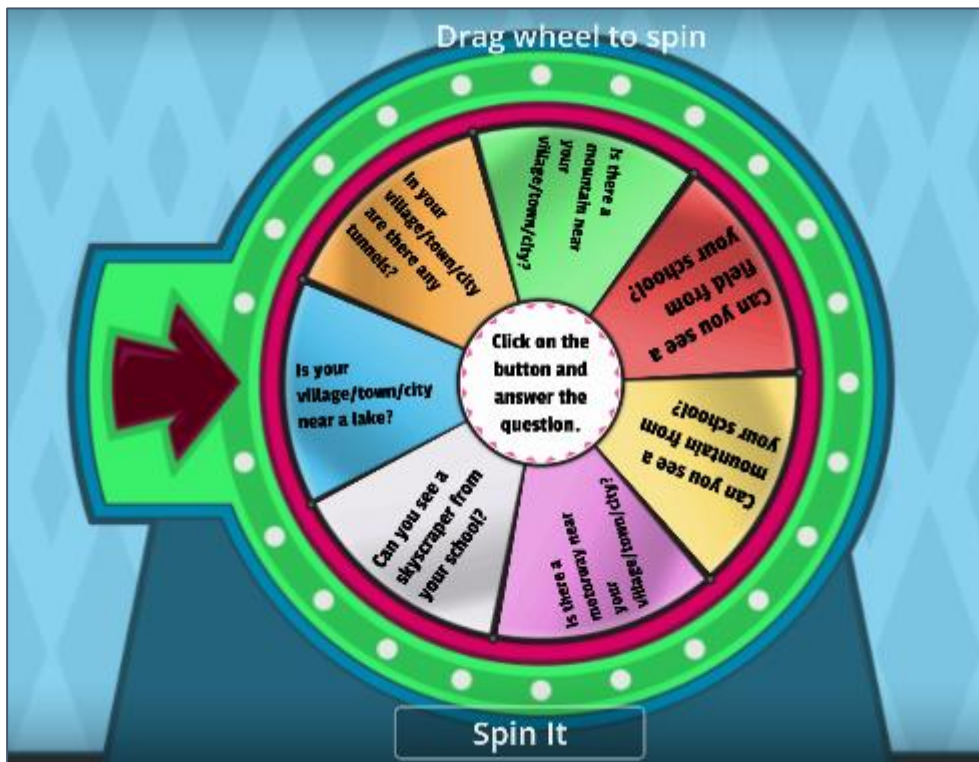 Drag wheel to spin
Is there a
mountain near
your
village/town/city?
Can you see a
field from
your school?
Can you see a
mountain from
your school?
Is there a
motorway near
your
village/town/city?
Can you see a
skyscraper from
your school?
Is your
village/town/city
near a lake?
In your
village/town/city
are there any
tunnels?
Click on the
button and
answer the
question.
Spin It